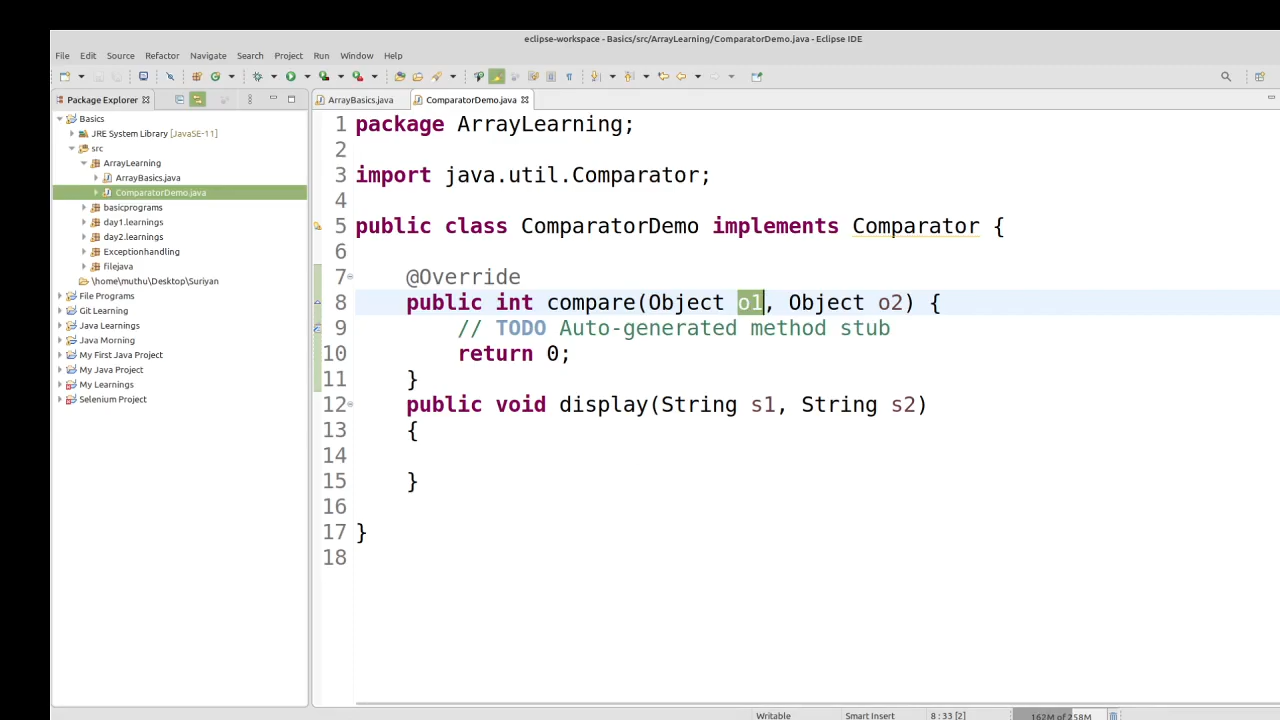 eclipse-workspace - Basics/src/ArrayLearning/ComparatorDemo.java - Eclipse IDE
File Edit Source Refactor Navigate Search Project Run Window Help
Package Explorer
Basics
JRE System Library [JavaSE-11]
src
ArrayLearning
ArrayBasics.java
ComparatorDemo.java
basicprograms
day1.learnings
day2.learnings
Exceptionhandling
filejava
\home\muthu\Desktop\Suriyan
File Programs
Git Learning
Java Learnings
Java Morning
My First Java Project
My Java Project
My Learnings
Selenium Project
ArrayBasics.java ComparatorDemo.java
1 package ArrayLearning;
2
3 import java.util.Comparator;
4
5 public class ComparatorDemo implements Comparator {
6
7 @Override
8 public int compare(Object o1, Object o2) {
9 // TODO Auto-generated method stub
10 return 0;
11 }
12 public void display(String s1, String s2)
13 {
14
15 }
16
17 }
18
Writable Smart Insert 8 : 33 [2] 162M of 258M